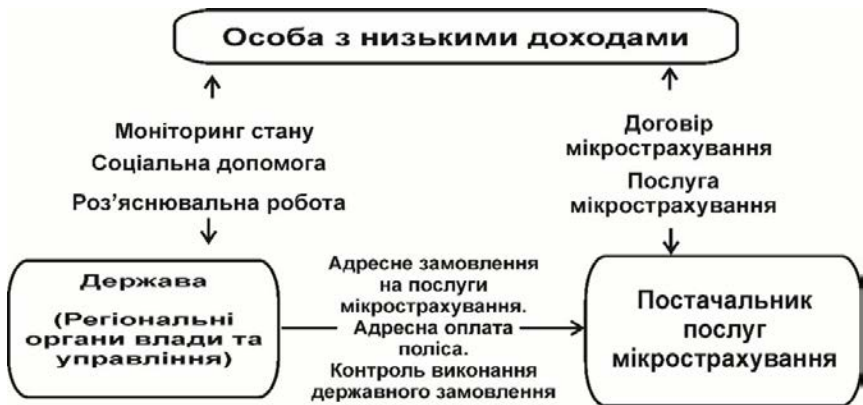 Особа з низькими доходами
Моніторинг стану
Соціальна допомога
Роз’яснювальна робота
Договір
мікрострахування
Послуга
мікрострахування
Держава
(Регіональні
органи влади та
управління)
Адресне замовлення
на послуги
мікрострахування.
Адресна оплата
поліса.
Контроль виконання
державного замовлення
Постачальник
послуг
мікрострахування